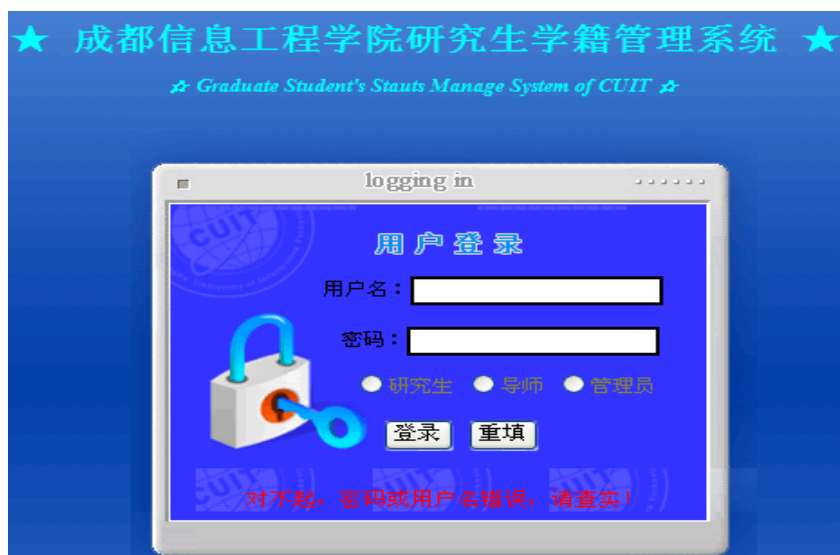 ★ 成都信息工程学院研究生学籍管理系统 ★
☆ Graduate Student's Stauts Manage System of CUIT ☆
logging in
CUIT
用户登录
用户名：
密码：
研究生 导师 管理员
登录 重填
对不起，密码或用户名错误，请查实！